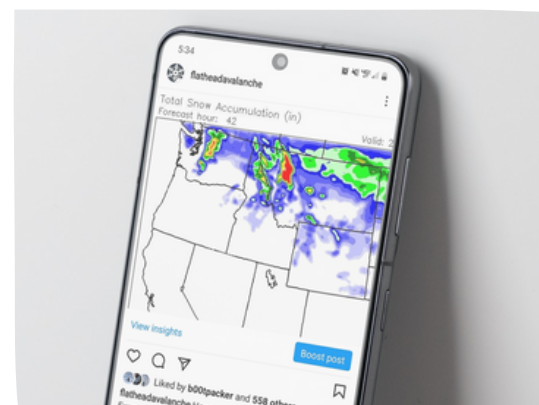 5:34
flatheadavalanche
Total Snow Accumulation (in)
Forecast hour: 42
Valid: 2
View insights
Boost post
Liked by b00tpacker and 558 others
flatheadavalanche